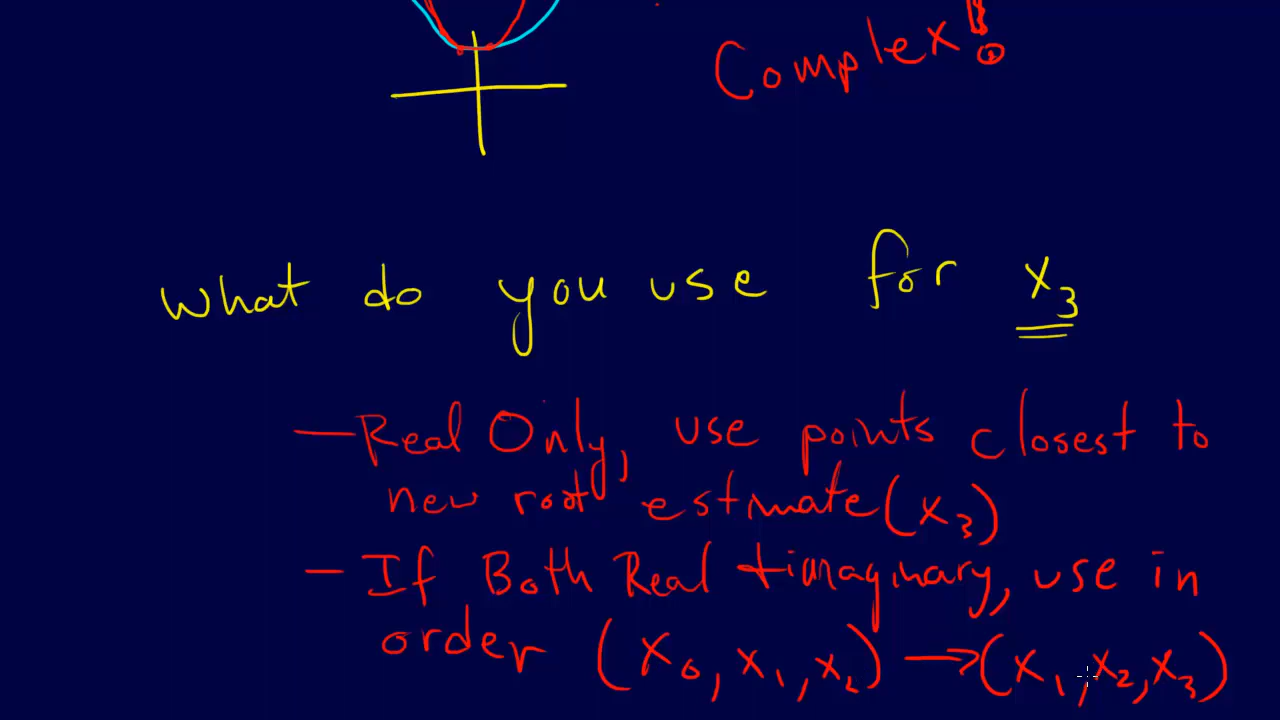 Complex!
What do you use for x₃
– Real Only, use points closest to
new root estimate (x₃)
– If Both Real + imaginary, use in
order (x₀, x₁, x₂) → (x₁, x₂, x₃)